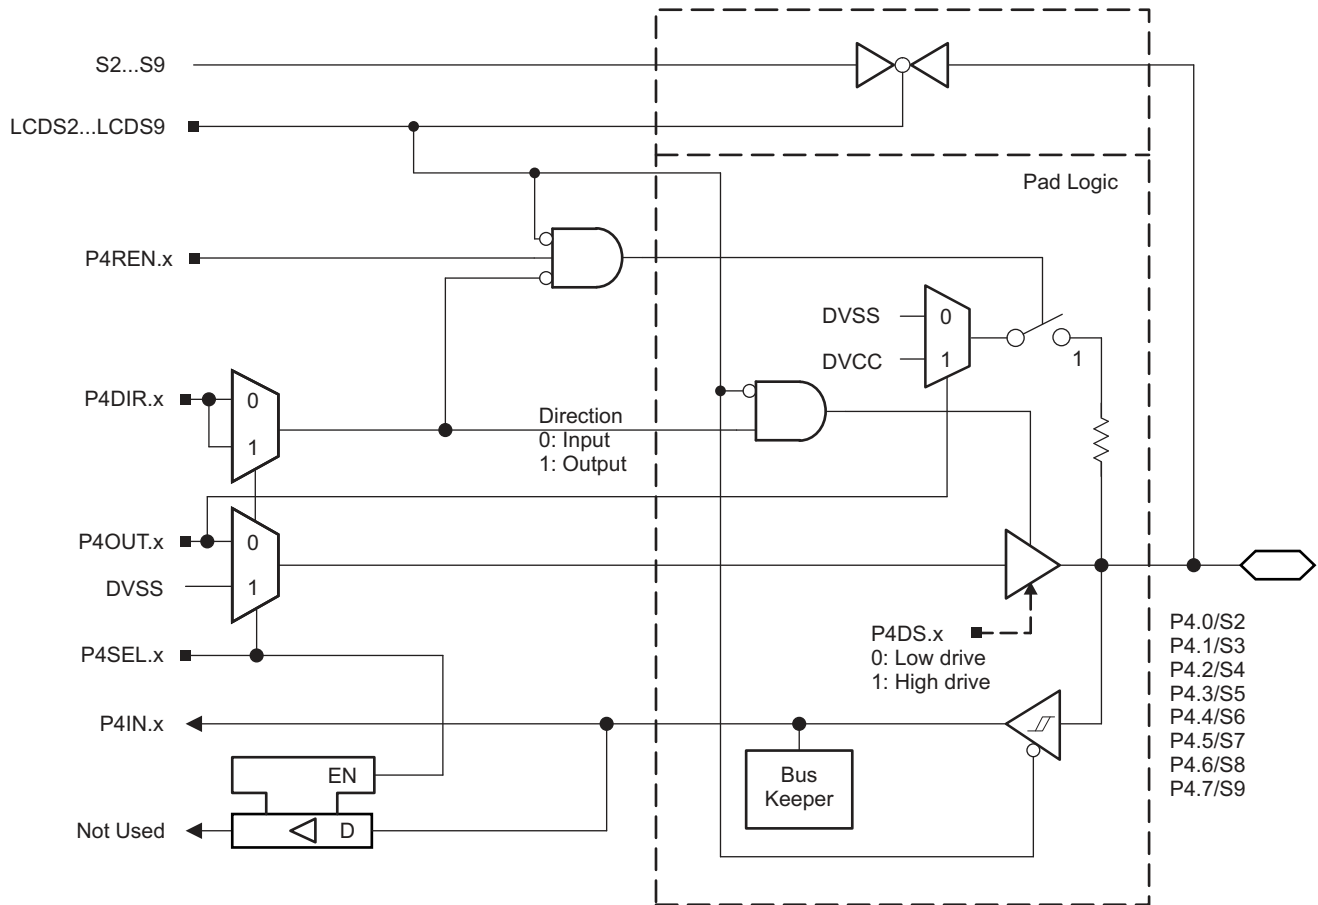 S2...S9
LCDS2...LCDS9
Pad Logic
P4REN.x
DVSS
0
DVCC
1
1
P4DIR.x
0
1
Direction
0: Input
1: Output
P4OUT.x
0
DVSS
1
P4DS.x
0: Low drive
1: High drive
P4SEL.x
P4.0/S2
P4.1/S3
P4.2/S4
P4.3/S5
P4.4/S6
P4.5/S7
P4.6/S8
P4.7/S9
P4IN.x
EN
Bus
Keeper
Not Used
D